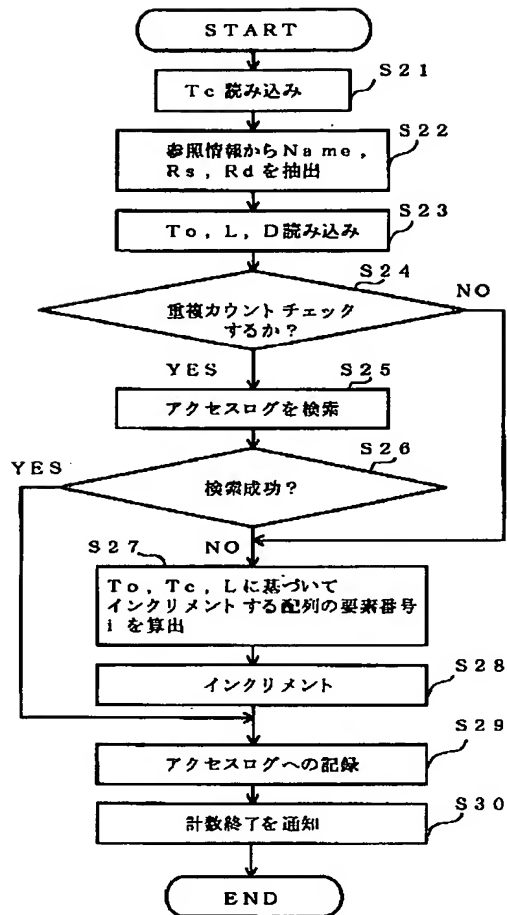 START
S21
Tc 読み込み
S22
参照情報からName,
Rs, Rdを抽出
S23
To, L, D読み込み
S24
重複カウントチェック
するか?
NO
YES
S25
アクセスログを検索
S26
YES
検索成功?
S27
NO
To, Tc, Lに基づいて
インクリメントする配列の要素番号
iを算出
S28
インクリメント
S29
アクセスログへの記録
S30
計数終了を通知
END